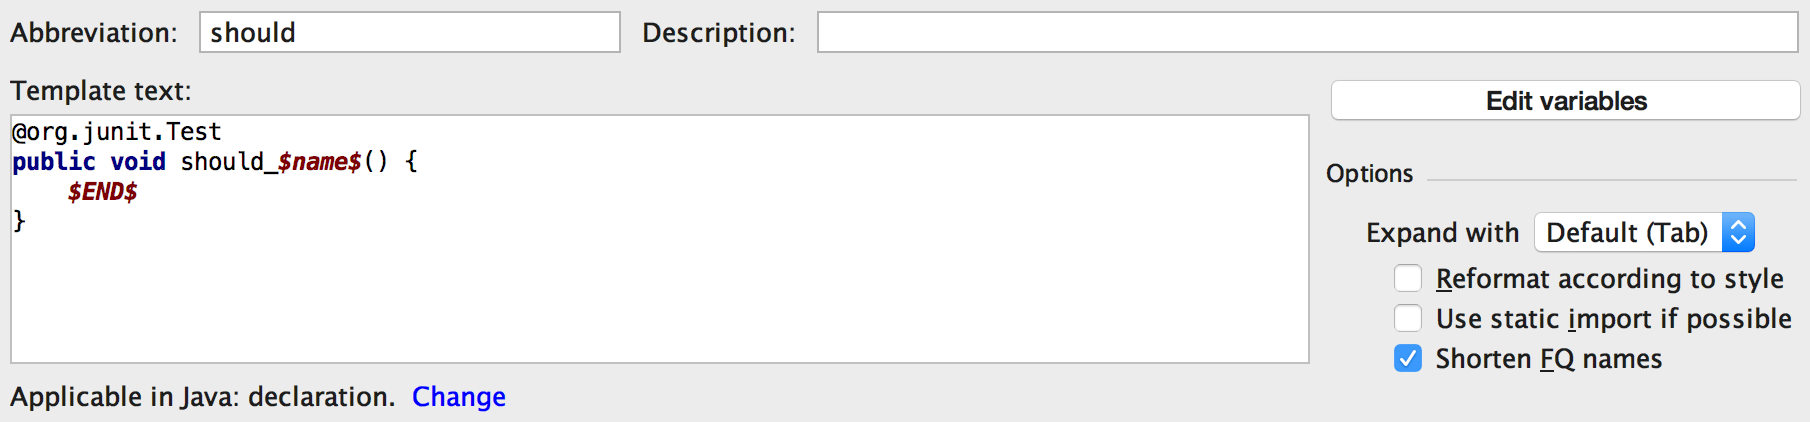 Abbreviation: should Description:
Template text:
Edit variables
@org.junit.Test
public void should_$name$() {
    $END$
}
Options
Expand with Default (Tab)
Reformat according to style
Use static import if possible
Shorten FQ names
Applicable in Java: declaration. Change